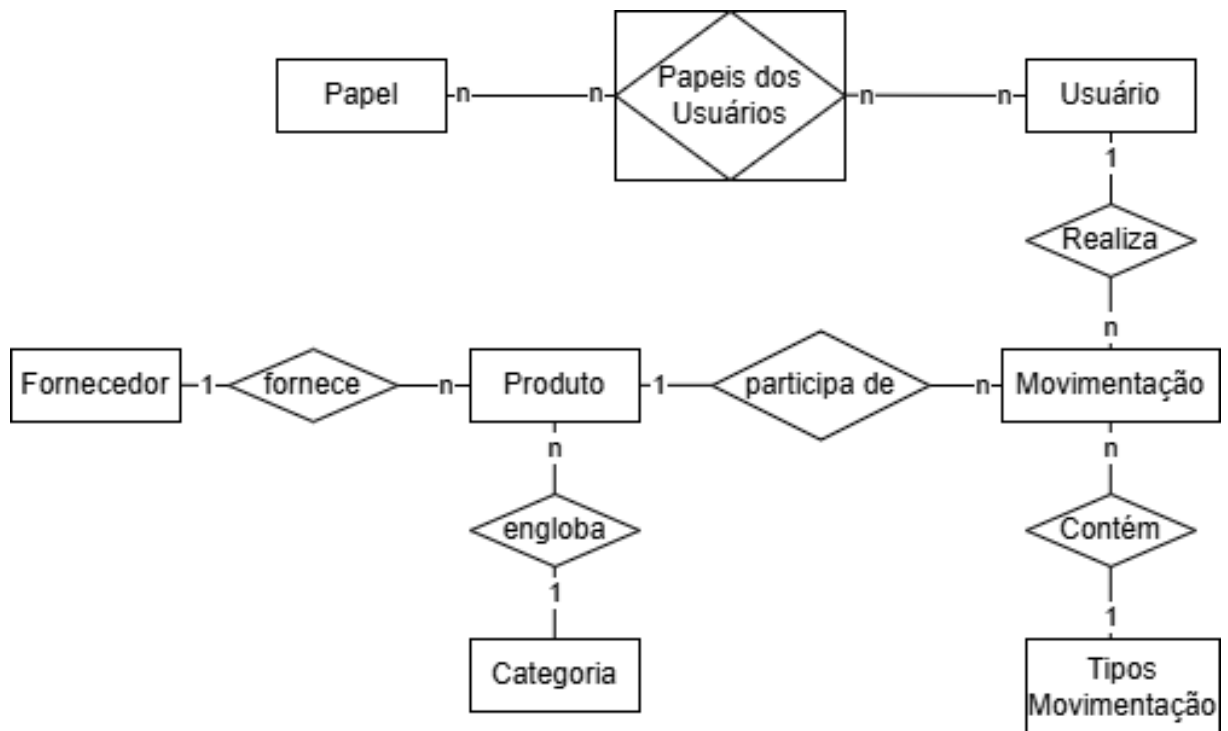 Papel
n
n
Papeis dos
Usuários
n
n
Usuário
1
Realiza
n
Fornecedor
1
fornece
n
Produto
1
participa de
n
Movimentação
n
engloba
1
Categoria
n
Contém
1
Tipos
Movimentação